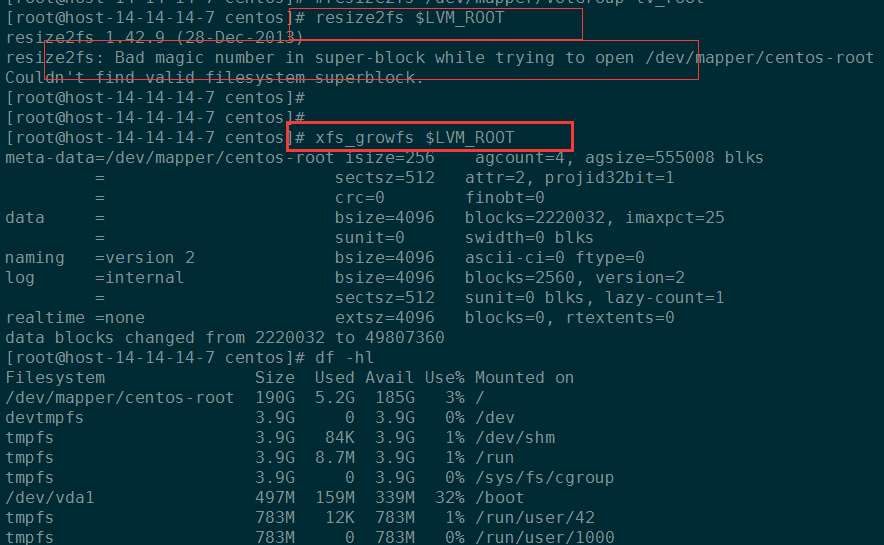 #resize2fs /dev/mapper/VolGroup-lv_root
[root@host-14-14-14-7 centos]# resize2fs $LVM_ROOT
resize2fs 1.42.9 (28-Dec-2013)
resize2fs: Bad magic number in super-block while trying to open /dev/mapper/centos-root
Couldn't find valid filesystem superblock.
[root@host-14-14-14-7 centos]#
[root@host-14-14-14-7 centos]#
[root@host-14-14-14-7 centos]# xfs_growfs $LVM_ROOT
meta-data=/dev/mapper/centos-root isize=256    agcount=4, agsize=555008 blks
         =                       sectsz=512   attr=2, projid32bit=1
         =                       crc=0        finobt=0
data     =                       bsize=4096   blocks=2220032, imaxpct=25
         =                       sunit=0      swidth=0 blks
naming   =version 2              bsize=4096   ascii-ci=0 ftype=0
log      =internal               bsize=4096   blocks=2560, version=2
         =                       sectsz=512   sunit=0 blks, lazy-count=1
realtime =none                   extsz=4096   blocks=0, rtextents=0
data blocks changed from 2220032 to 49807360
[root@host-14-14-14-7 centos]# df -hl
Filesystem               Size  Used Avail Use% Mounted on
/dev/mapper/centos-root  190G  5.2G  185G   3% /
devtmpfs                 3.9G     0  3.9G   0% /dev
tmpfs                    3.9G   84K  3.9G   1% /dev/shm
tmpfs                    3.9G  8.7M  3.9G   1% /run
tmpfs                    3.9G     0  3.9G   0% /sys/fs/cgroup
/dev/vda1                497M  159M  339M  32% /boot
tmpfs                    783M   12K  783M   1% /run/user/42
tmpfs                    783M     0  783M   0% /run/user/1000